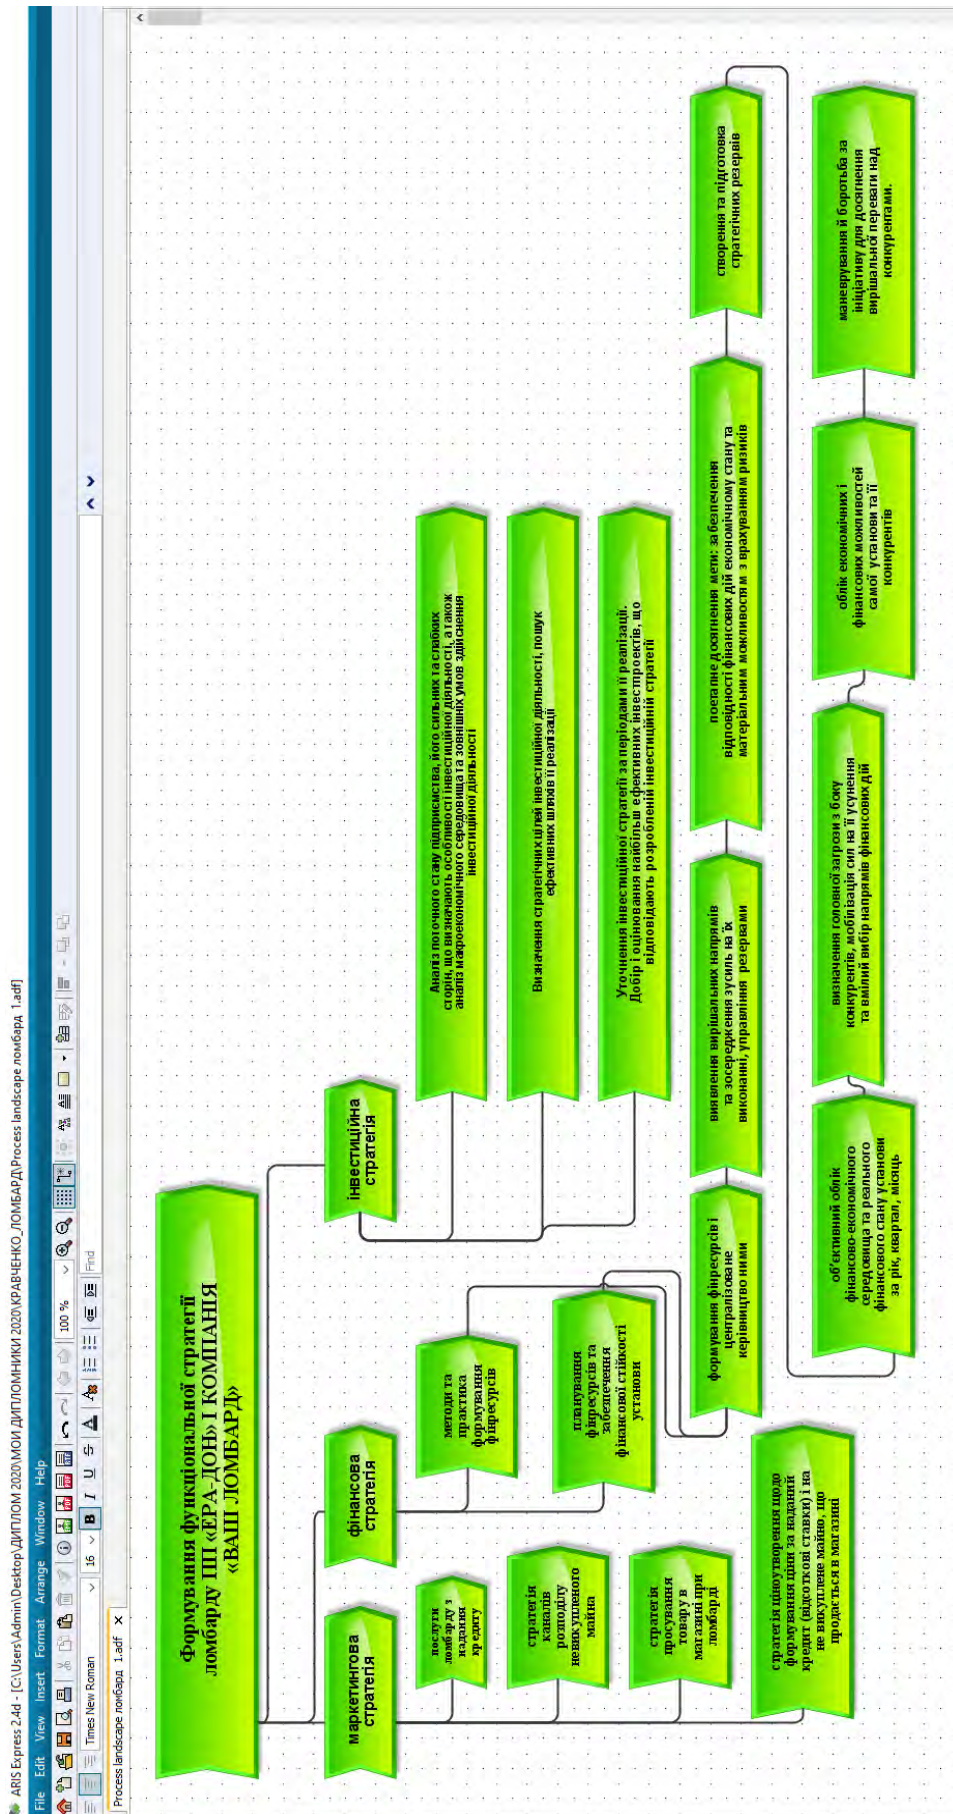 ARIS Express 2.4d - [C:\Users\Admin\Desktop\ДИПЛОМ 2020\МОИ ДИПЛОМНИКИ 2020\КРАВЧЕНКО_ЛОМБАРД\Process landscape ломбард 1.adf]
File Edit View Insert Format Arrange Window Help
100 %
Times New Roman
16
B I U S A
Find
Process landscape ломбард 1.adf ×
Формування функціональної стратегії
ломбарду ПП «ЕРА-ДОН» І КОМПАНІЯ
«ВАШ ЛОМБАРД»
маркетингова
стратегія
фінансова
стратегія
інвестиційна
стратегія
послуги
ломбарду з
надання
кредиту
стратегія
каналів
розподілу
невикупленого
майна
стратегія
просування
товару в
магазині при
ломбарді
стратегія ціноутворення щодо
формування ціни за наданий
кредит (відсоткові ставки) і на
не викуплене майно, що
продається в магазині
методи та
практика
формування
фінресурсів
планування
фінресурсів та
забезпечення
фінансової стійкості
установи
Аналіз поточного стану підприємства, його сильних та слабких
сторін, що визначають особливості інвестиційної діяльності, а також
аналіз макроекономічного середовища та зовнішніх умов здійснення
інвестиційної діяльності
Визначення стратегічних цілей інвестиційної діяльності, пошук
ефективних шляхів її реалізації
Уточнення інвестиційної стратегії за періодами її реалізації.
Добір і оцінювання найбільш ефективних інвестпроектів, що
відповідають розробленій інвестиційній стратегії
формування фінресурсів і
централізоване
керівництво ними
виявлення вирішальних напрямів
та зосередження зусиль на їх
виконанні, управління резервами
поетапне досягнення мети: забезпечення
відповідності фінансових дій економічному стану та
матеріальним можливостям з врахуванням ризиків
створення та підготовка
стратегічних резервів
об'єктивний облік
фінансово-економічного
середовища та реального
фінансового стану установи
за рік, квартал, місяць
визначення головної загрози з боку
конкурентів, мобілізація сил на її усунення
та вмілий вибір напрямів фінансових дій
облік економічних і
фінансових можливостей
самої установи та її
конкурентів
маневрування й боротьба за
ініціативу для досягнення
вирішальної переваги над
конкурентами.